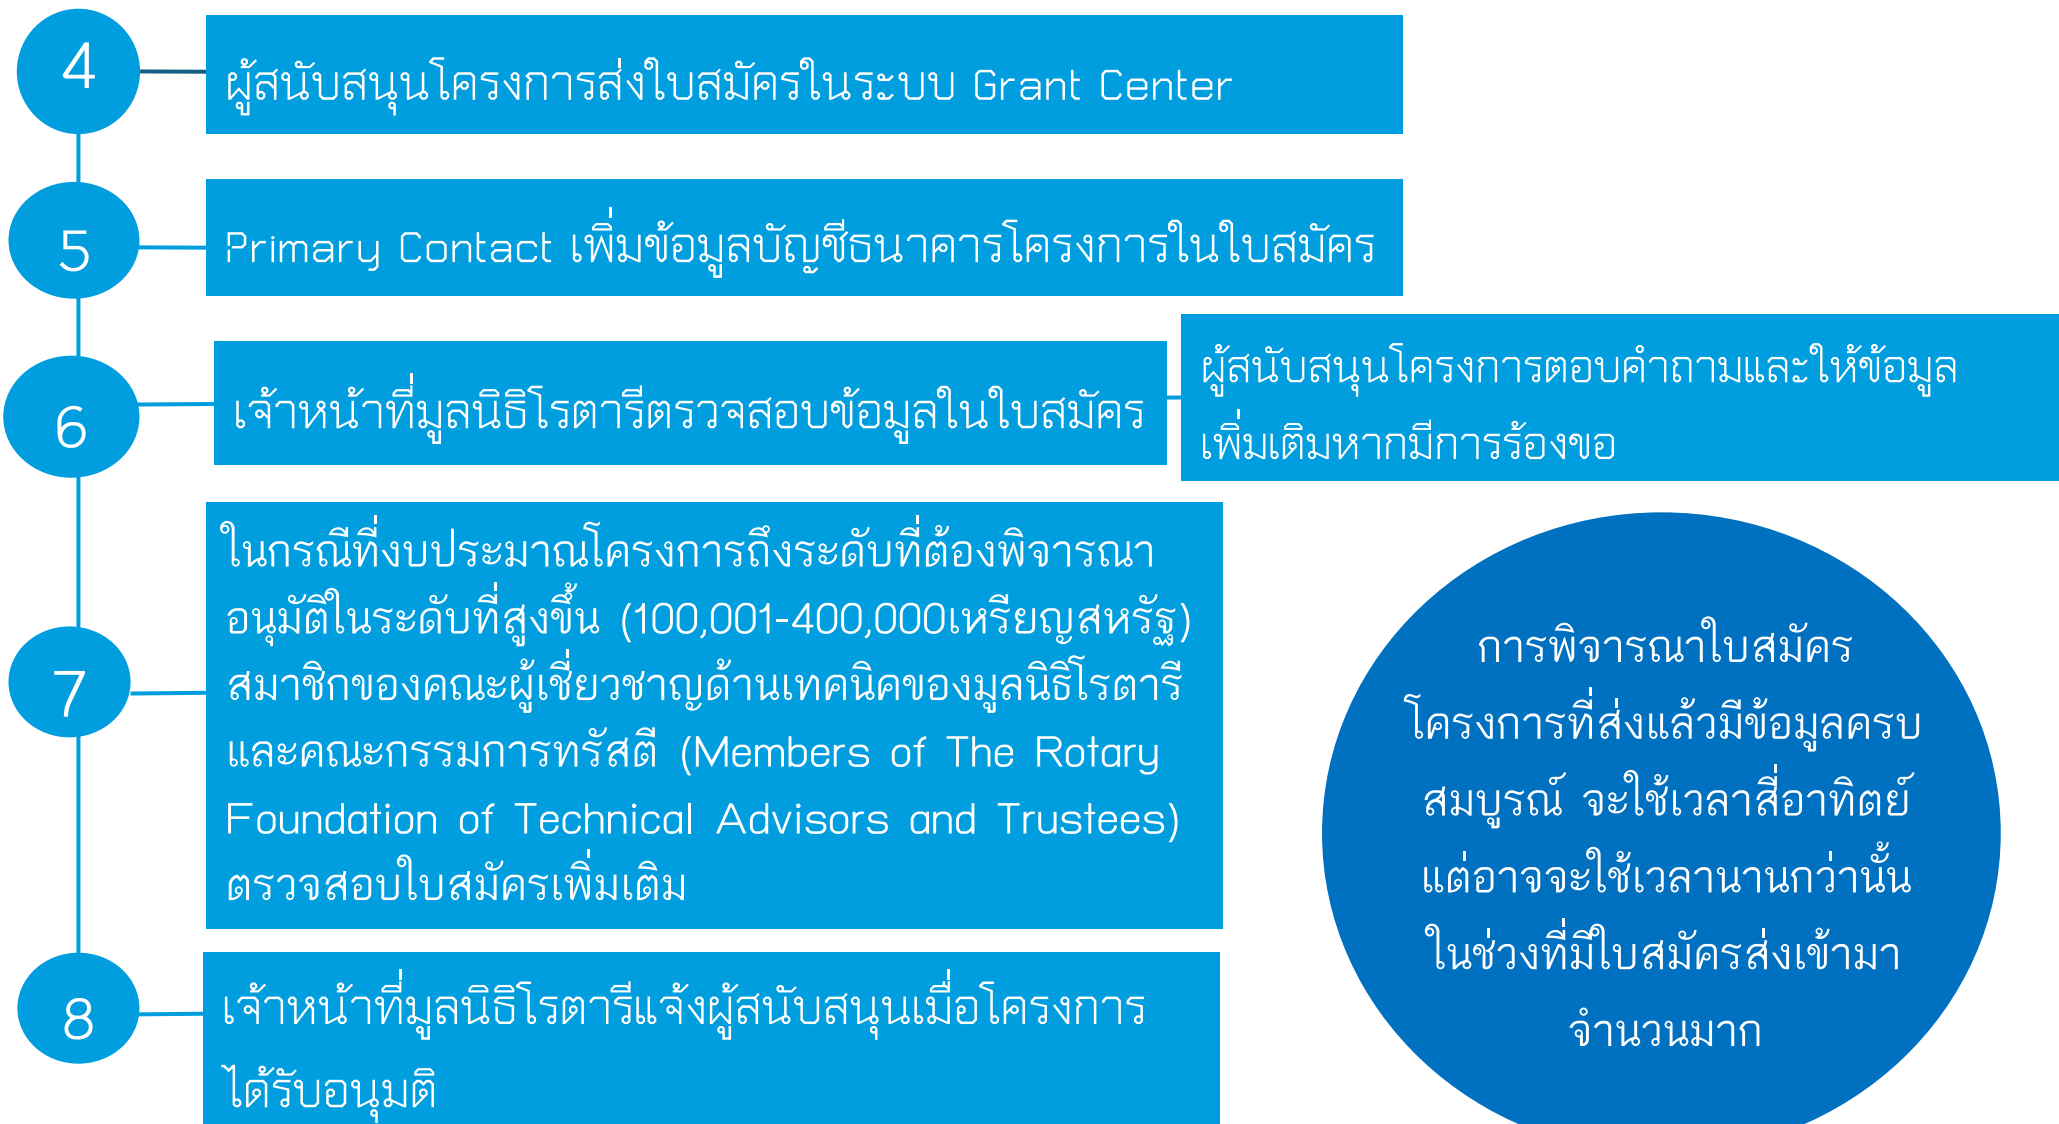 4
ผู้สนับสนุนโครงการส่งใบสมัครในระบบ Grant Center
5
Primary Contact เพิ่มข้อมูลบัญชีธนาคารโครงการในใบสมัคร
6
เจ้าหน้าที่มูลนิธิโรตารีตรวจสอบข้อมูลในใบสมัคร
ผู้สนับสนุนโครงการตอบคำถามและให้ข้อมูล
เพิ่มเติมหากมีการร้องขอ
7
ในกรณีที่งบประมาณโครงการถึงระดับที่ต้องพิจารณา
อนุมัติในระดับที่สูงขึ้น (100,001-400,000เหรียญสหรัฐ)
สมาชิกของคณะผู้เชี่ยวชาญด้านเทคนิคของมูลนิธิโรตารี
และคณะกรรมการทรัสตี (Members of The Rotary
Foundation of Technical Advisors and Trustees)
ตรวจสอบใบสมัครเพิ่มเติม
8
เจ้าหน้าที่มูลนิธิโรตารีแจ้งผู้สนับสนุนเมื่อโครงการ
ได้รับอนุมติ
การพิจารณาใบสมัคร
โครงการที่ส่งแล้วมีข้อมูลครบ
สมบูรณ์ จะใช้เวลาสี่อาทิตย์
แต่อาจจะใช้เวลานานกว่านั้น
ในช่วงที่มีใบสมัครส่งเข้ามา
จำนวนมาก